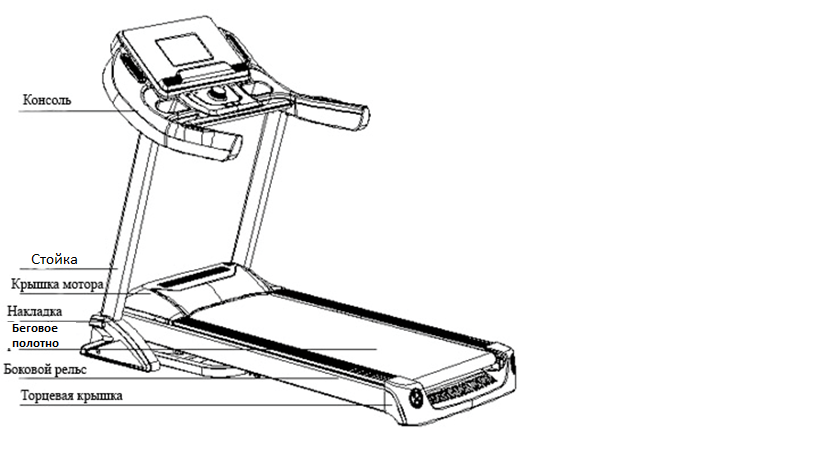 Консоль
Стойка
Крышка мотора
Накладка
Беговое
полотно
Боковой рельс
Торцевая крышка